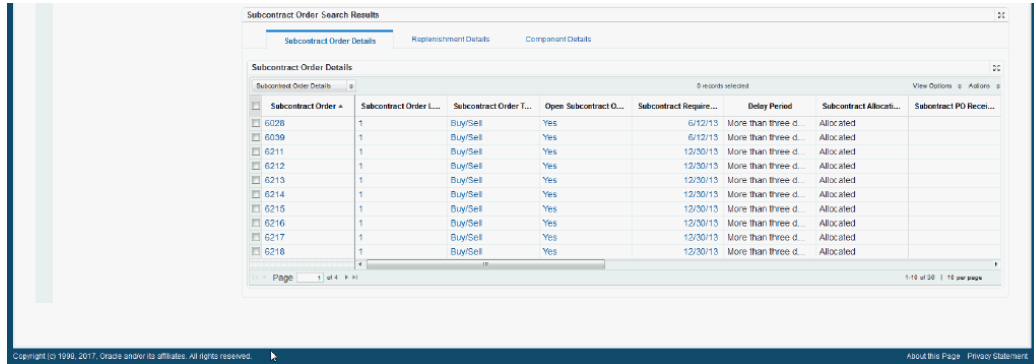 Subcontract Order Search Results
Subcontract Order Details Replenishment Details Component Details
Subcontract Order Details
Subcontract Order Details 0 records selected View Options Actions
Subcontract Order Subcontract Order L... Subcontract Order T... Open Subcontract O... Subcontract Require... Delay Period Subcontract Allocati... Subcontract PO Recei...
6028 1 Buy/Sell Yes 6/12/13 More than three d... Allocated
6039 1 Buy/Sell Yes 6/12/13 More than three d... Allocated
6211 1 Buy/Sell Yes 12/30/13 More than three d... Allocated
6212 1 Buy/Sell Yes 12/30/13 More than three d... Allocated
6213 1 Buy/Sell Yes 12/30/13 More than three d... Allocated
6214 1 Buy/Sell Yes 12/30/13 More than three d... Allocated
6215 1 Buy/Sell Yes 12/30/13 More than three d... Allocated
6216 1 Buy/Sell Yes 12/30/13 More than three d... Allocated
6217 1 Buy/Sell Yes 12/30/13 More than three d... Allocated
6218 1 Buy/Sell Yes 12/30/13 More than three d... Allocated
Page 1 of 4 1-10 of | 10 per page
Copyright (c) 1998, 2017, Oracle and/or its affiliates. All rights reserved. About this Page Privacy Statement